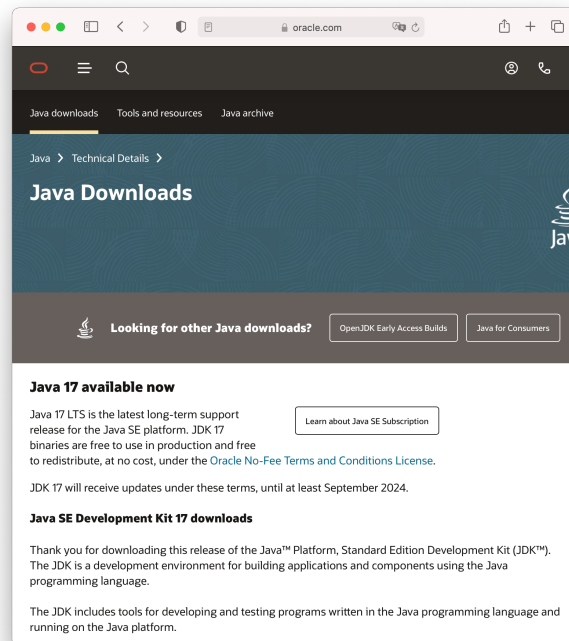 oracle.com
Java downloads Tools and resources Java archive
Java Technical Details
Java Downloads
Looking for other Java downloads? OpenJDK Early Access Builds Java for Consumers
Java 17 available now
Java 17 LTS is the latest long-term support
release for the Java SE platform. JDK 17
binaries are free to use in production and free
to redistribute, at no cost, under the Oracle No-Fee Terms and Conditions License.
Learn about Java SE Subscription
JDK 17 will receive updates under these terms, until at least September 2024.
Java SE Development Kit 17 downloads
Thank you for downloading this release of the Java™ Platform, Standard Edition Development Kit (JDK™).
The JDK is a development environment for building applications and components using the Java
programming language.
The JDK includes tools for developing and testing programs written in the Java programming language and
running on the Java platform.